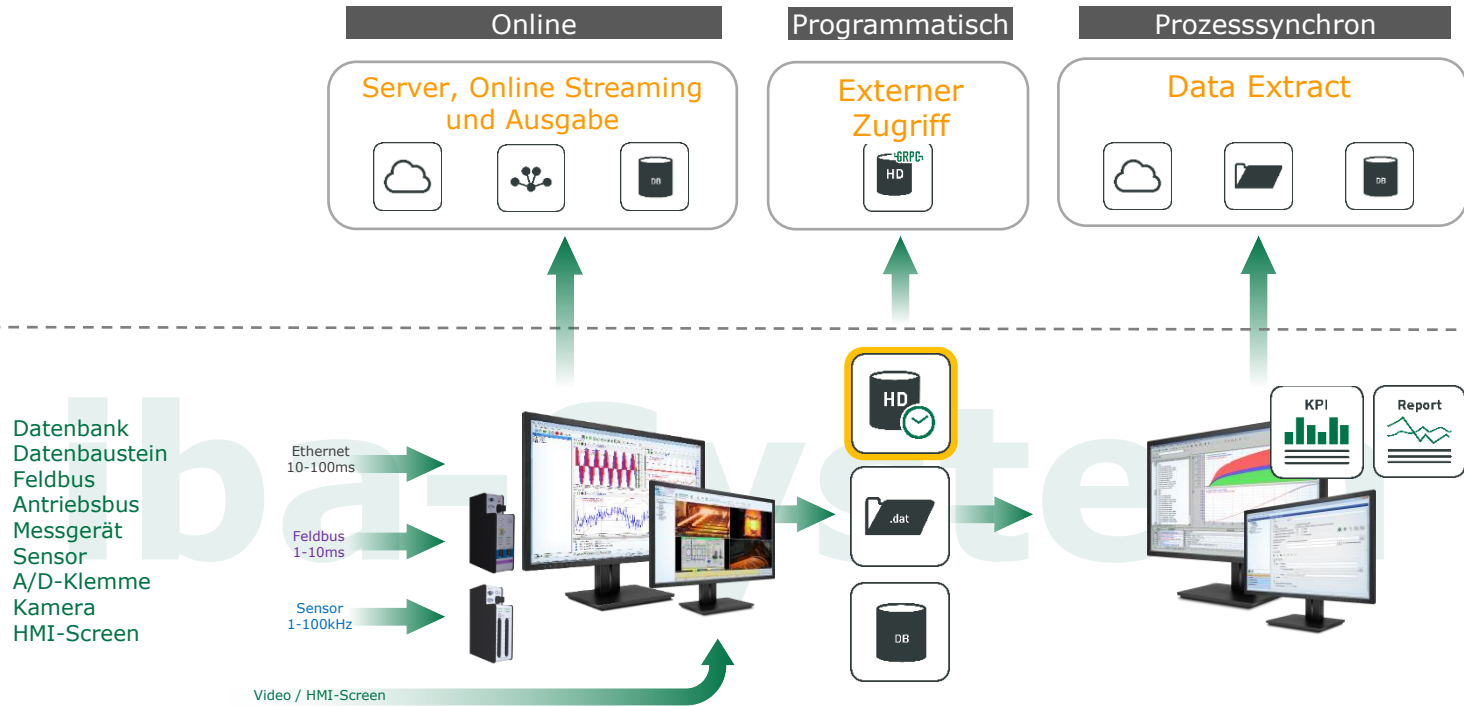 Online
Programmatisch
Prozesssynchron
Server, Online Streaming
und Ausgabe
DB
Externer
Zugriff
GRPC
HD
Data Extract
DB
iba-System
Datenbank
Datenbaustein
Feldbus
Antriebsbus
Messgerät
Sensor
A/D-Klemme
Kamera
HMI-Screen
Ethernet
10-100ms
Feldbus
1-10ms
Sensor
1-100kHz
Video / HMI-Screen
HD
.dat
DB
KPI
Report